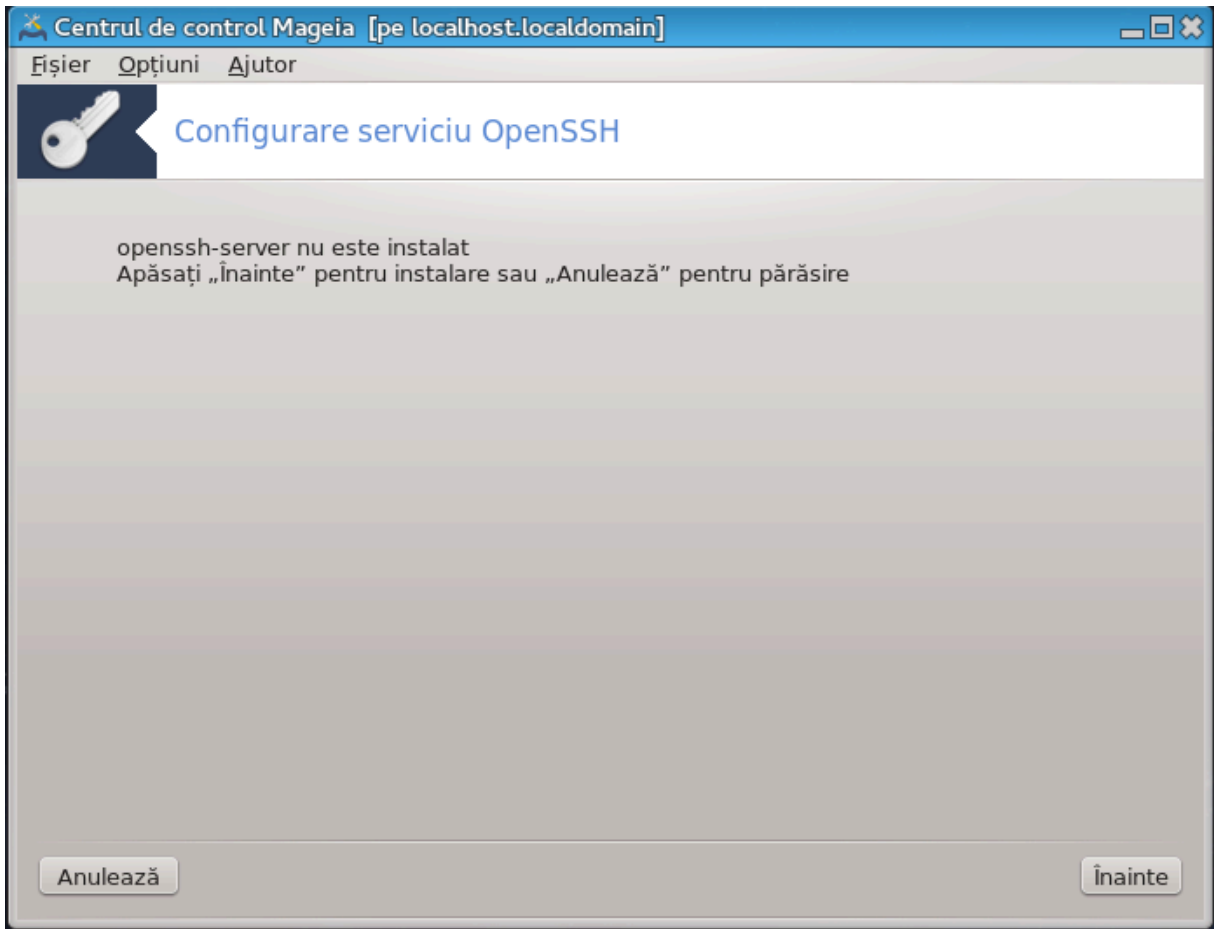 Centrul de control Mageia [pe localhost.localdomain]
Fișier Opțiuni Ajutor
Configurare serviciu OpenSSH
openssh-server nu este instalat
Apăsați „Înainte” pentru instalare sau „Anulează” pentru părăsire
Anulează Înainte